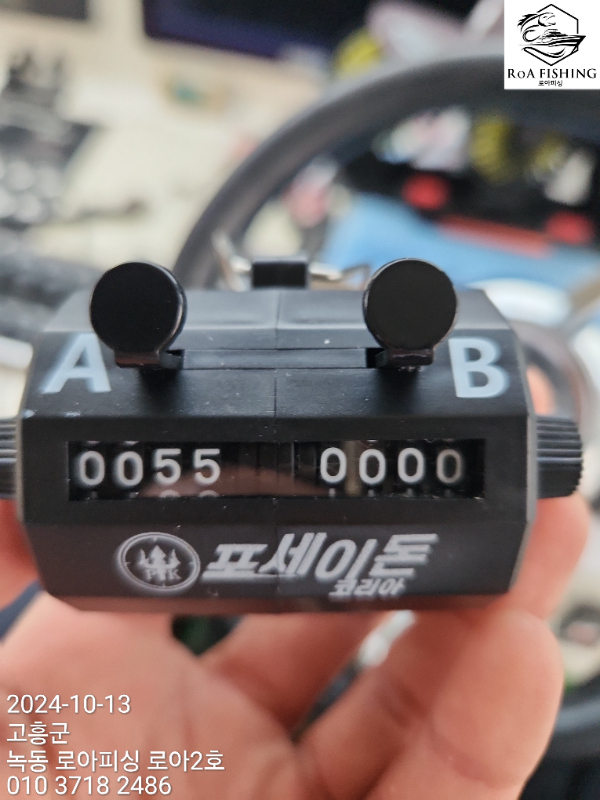 RoA FISHING
로아피싱
A
B
0055 0000
PK
포세이돈
코리아
2024-10-13
고흥군
녹동 로아피싱 로아2호
010 3718 2486